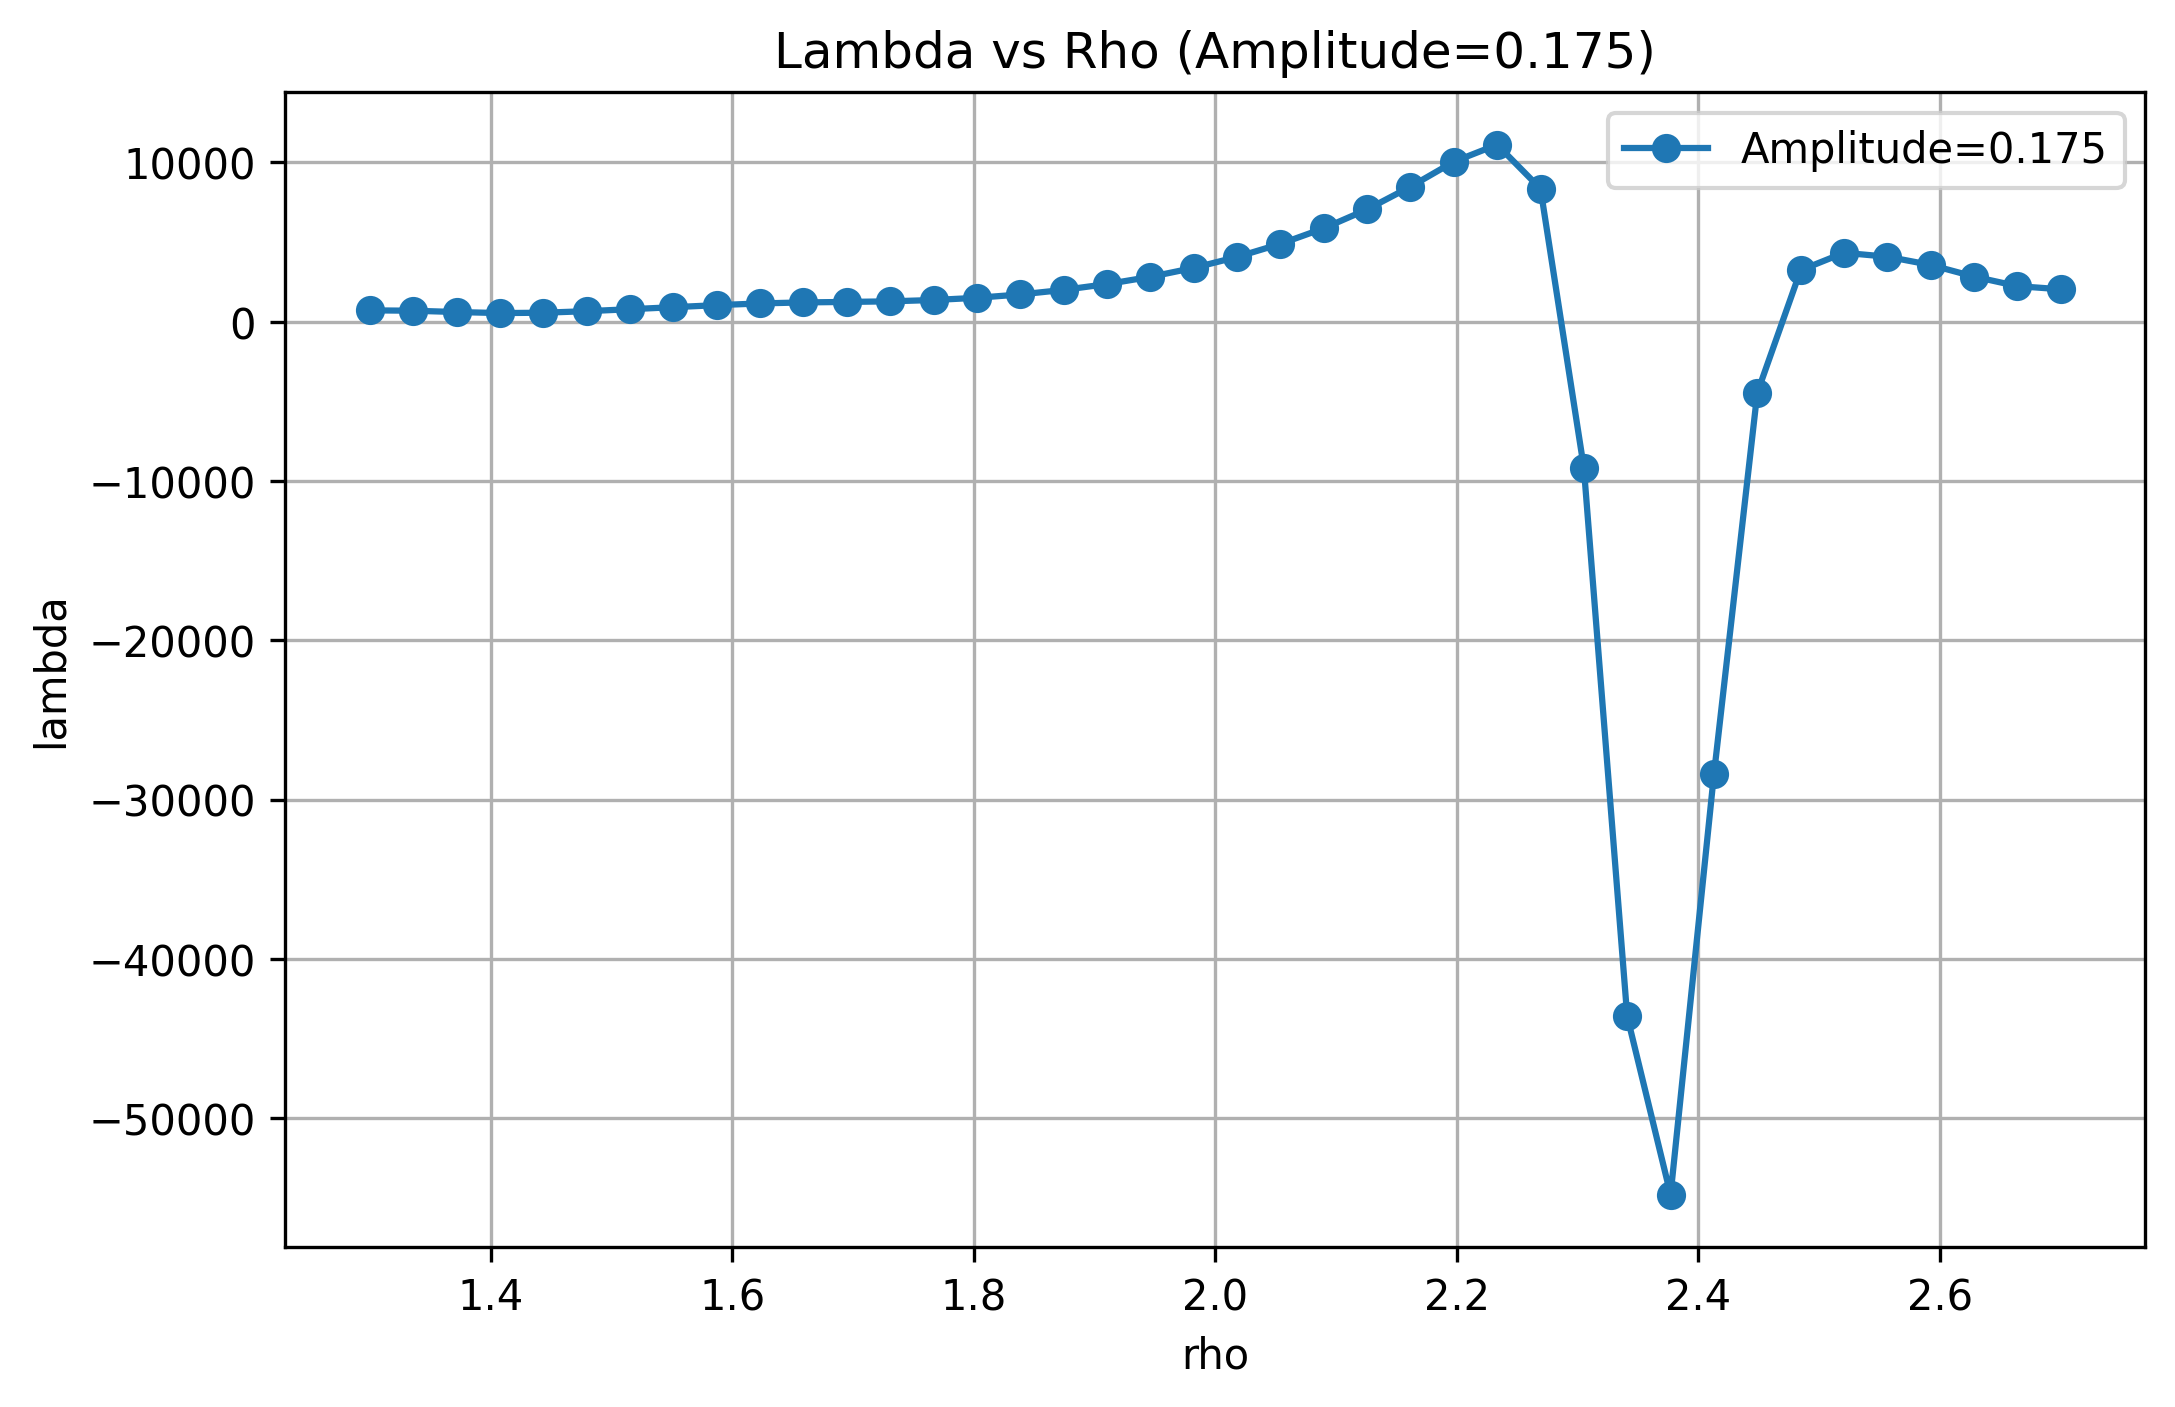 Lambda vs Rho (Amplitude=0.175)
Amplitude=0.175
10000
0
−10000
−20000
−30000
−40000
−50000
lambda
1.4 1.6 1.8 2.0 2.2 2.4 2.6
rho